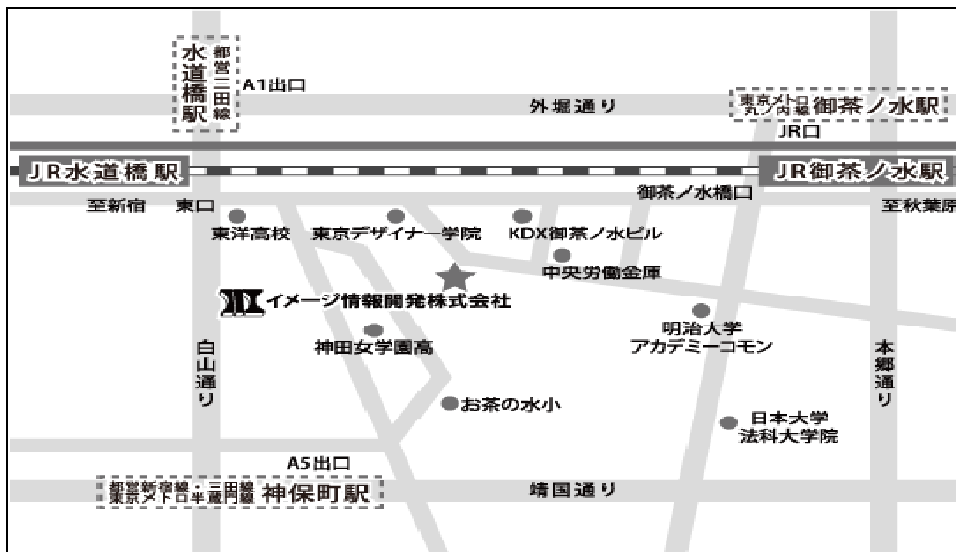 水道橋駅
都営三田線
A1出口
外堀通り
東京メトロ
丸ノ内線
御茶ノ水駅
JR口
JR水道橋駅
JR御茶ノ水駅
御茶ノ水橋口
至新宿
東口
至秋葉原
東洋高校
東京デザイナー学院
KDX御茶ノ水ビル
中央労働金庫
イメージ情報開発株式会社
神田女学園高
明治大学
アカデミーコモン
白山通り
本郷通り
お茶の水小
日本大学
法科大学院
A5出口
都営新宿線・三田線
東京メトロ半蔵門線
神保町駅
靖国通り